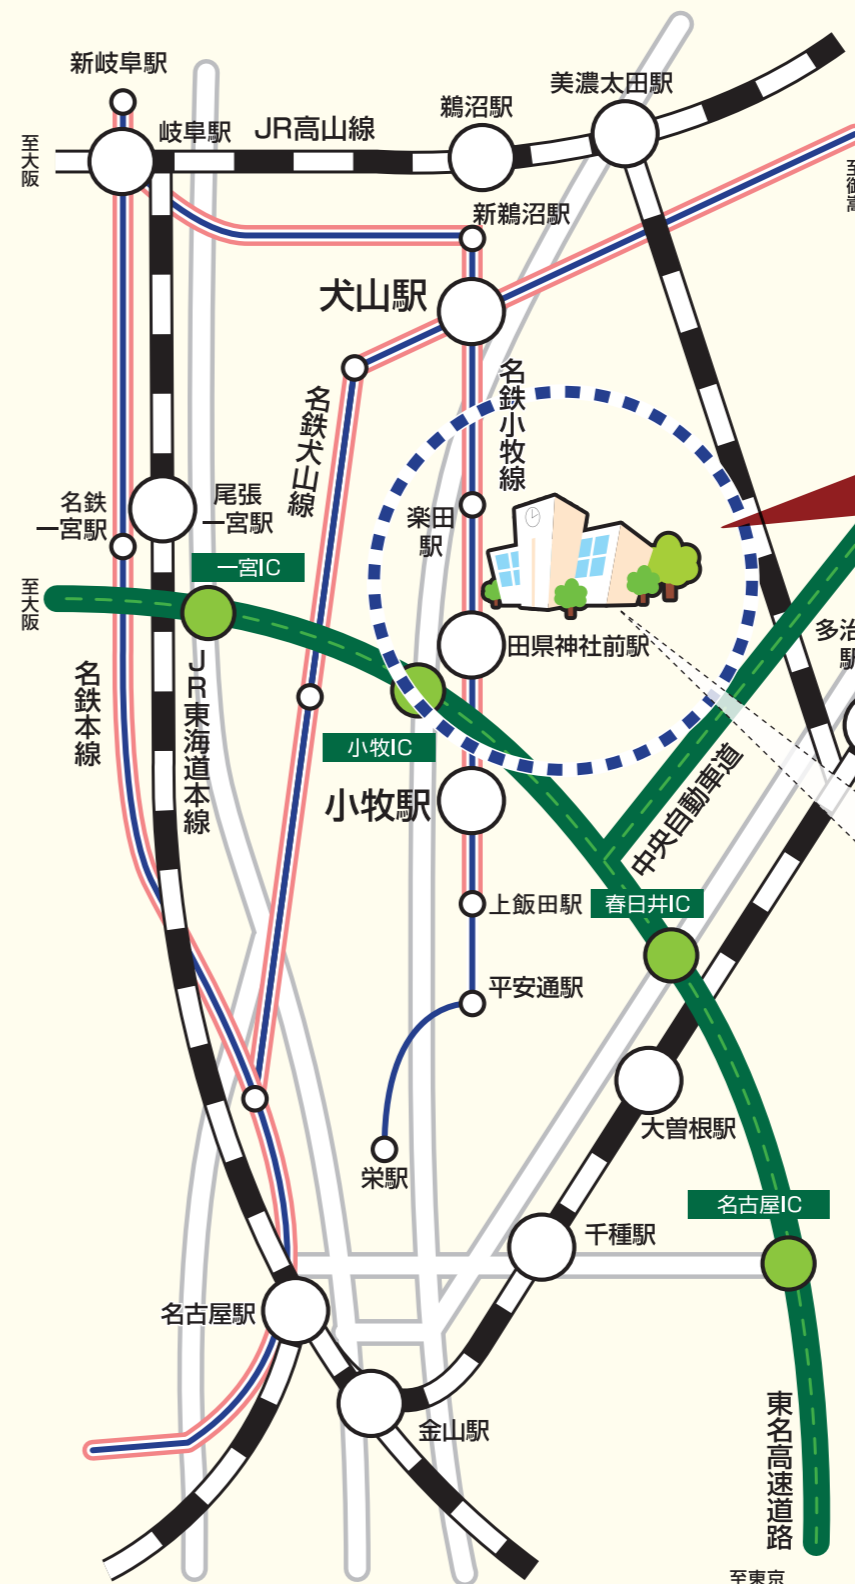 新岐阜駅
美濃太田駅
鵜沼駅
岐阜駅
JR高山線
至大阪
新鵜沼駅
犬山駅
名鉄小牧線
名鉄犬山線
名鉄
一宮駅
尾張
一宮駅
楽田
駅
一宮IC
至大阪
田県神社前駅
多治
駅
名鉄本線
JR東海道本線
小牧IC
小牧駅
中央自動車道
上飯田駅
春日井IC
平安通駅
大曽根駅
栄駅
名古屋IC
千種駅
名古屋駅
金山駅
東名高速道路
至東京